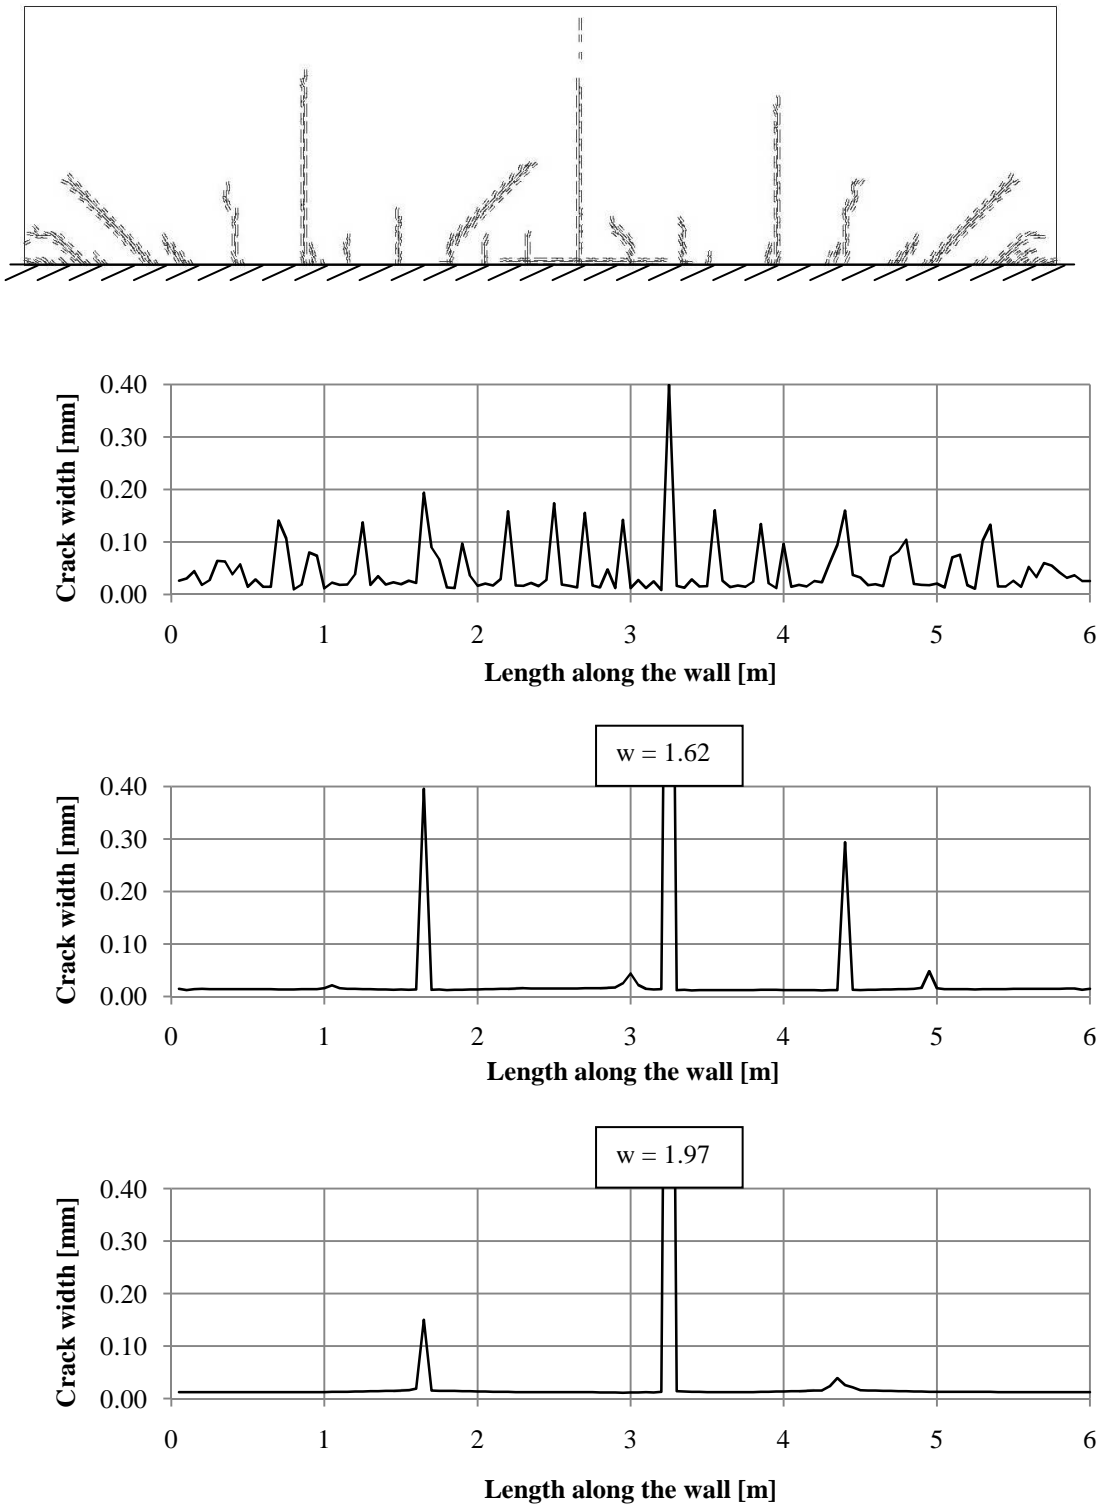 0.40
0.30
0.20
0.10
0.00
Crack width [mm]
0 1 2 3 4 5 6
Length along the wall [m]
w = 1.62
0.40
0.30
0.20
0.10
0.00
Crack width [mm]
0 1 2 3 4 5 6
Length along the wall [m]
w = 1.97
0.40
0.30
0.20
0.10
0.00
Crack width [mm]
0 1 2 3 4 5 6
Length along the wall [m]